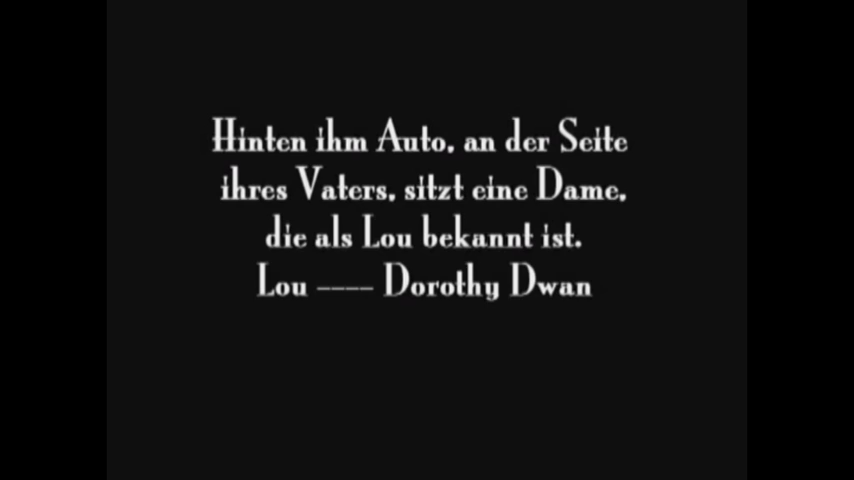 Hinten ihm Auto, an der Seite
ihres Vaters, sitzt eine Dame,
die als Lou bekannt ist.
Lou ---- Dorothy Dwan